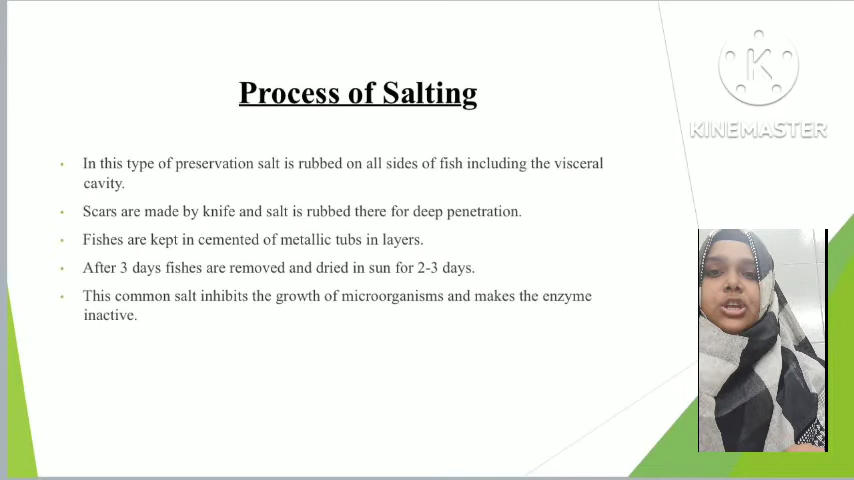 Process of Salting
In this type of preservation salt is rubbed on all sides of fish including the visceral
cavity.
Scars are made by knife and salt is rubbed there for deep penetration.
Fishes are kept in cemented of metallic tubs in layers.
After 3 days fishes are removed and dried in sun for 2-3 days.
This common salt inhibits the growth of microorganisms and makes the enzyme
inactive.
K
KINEMASTER